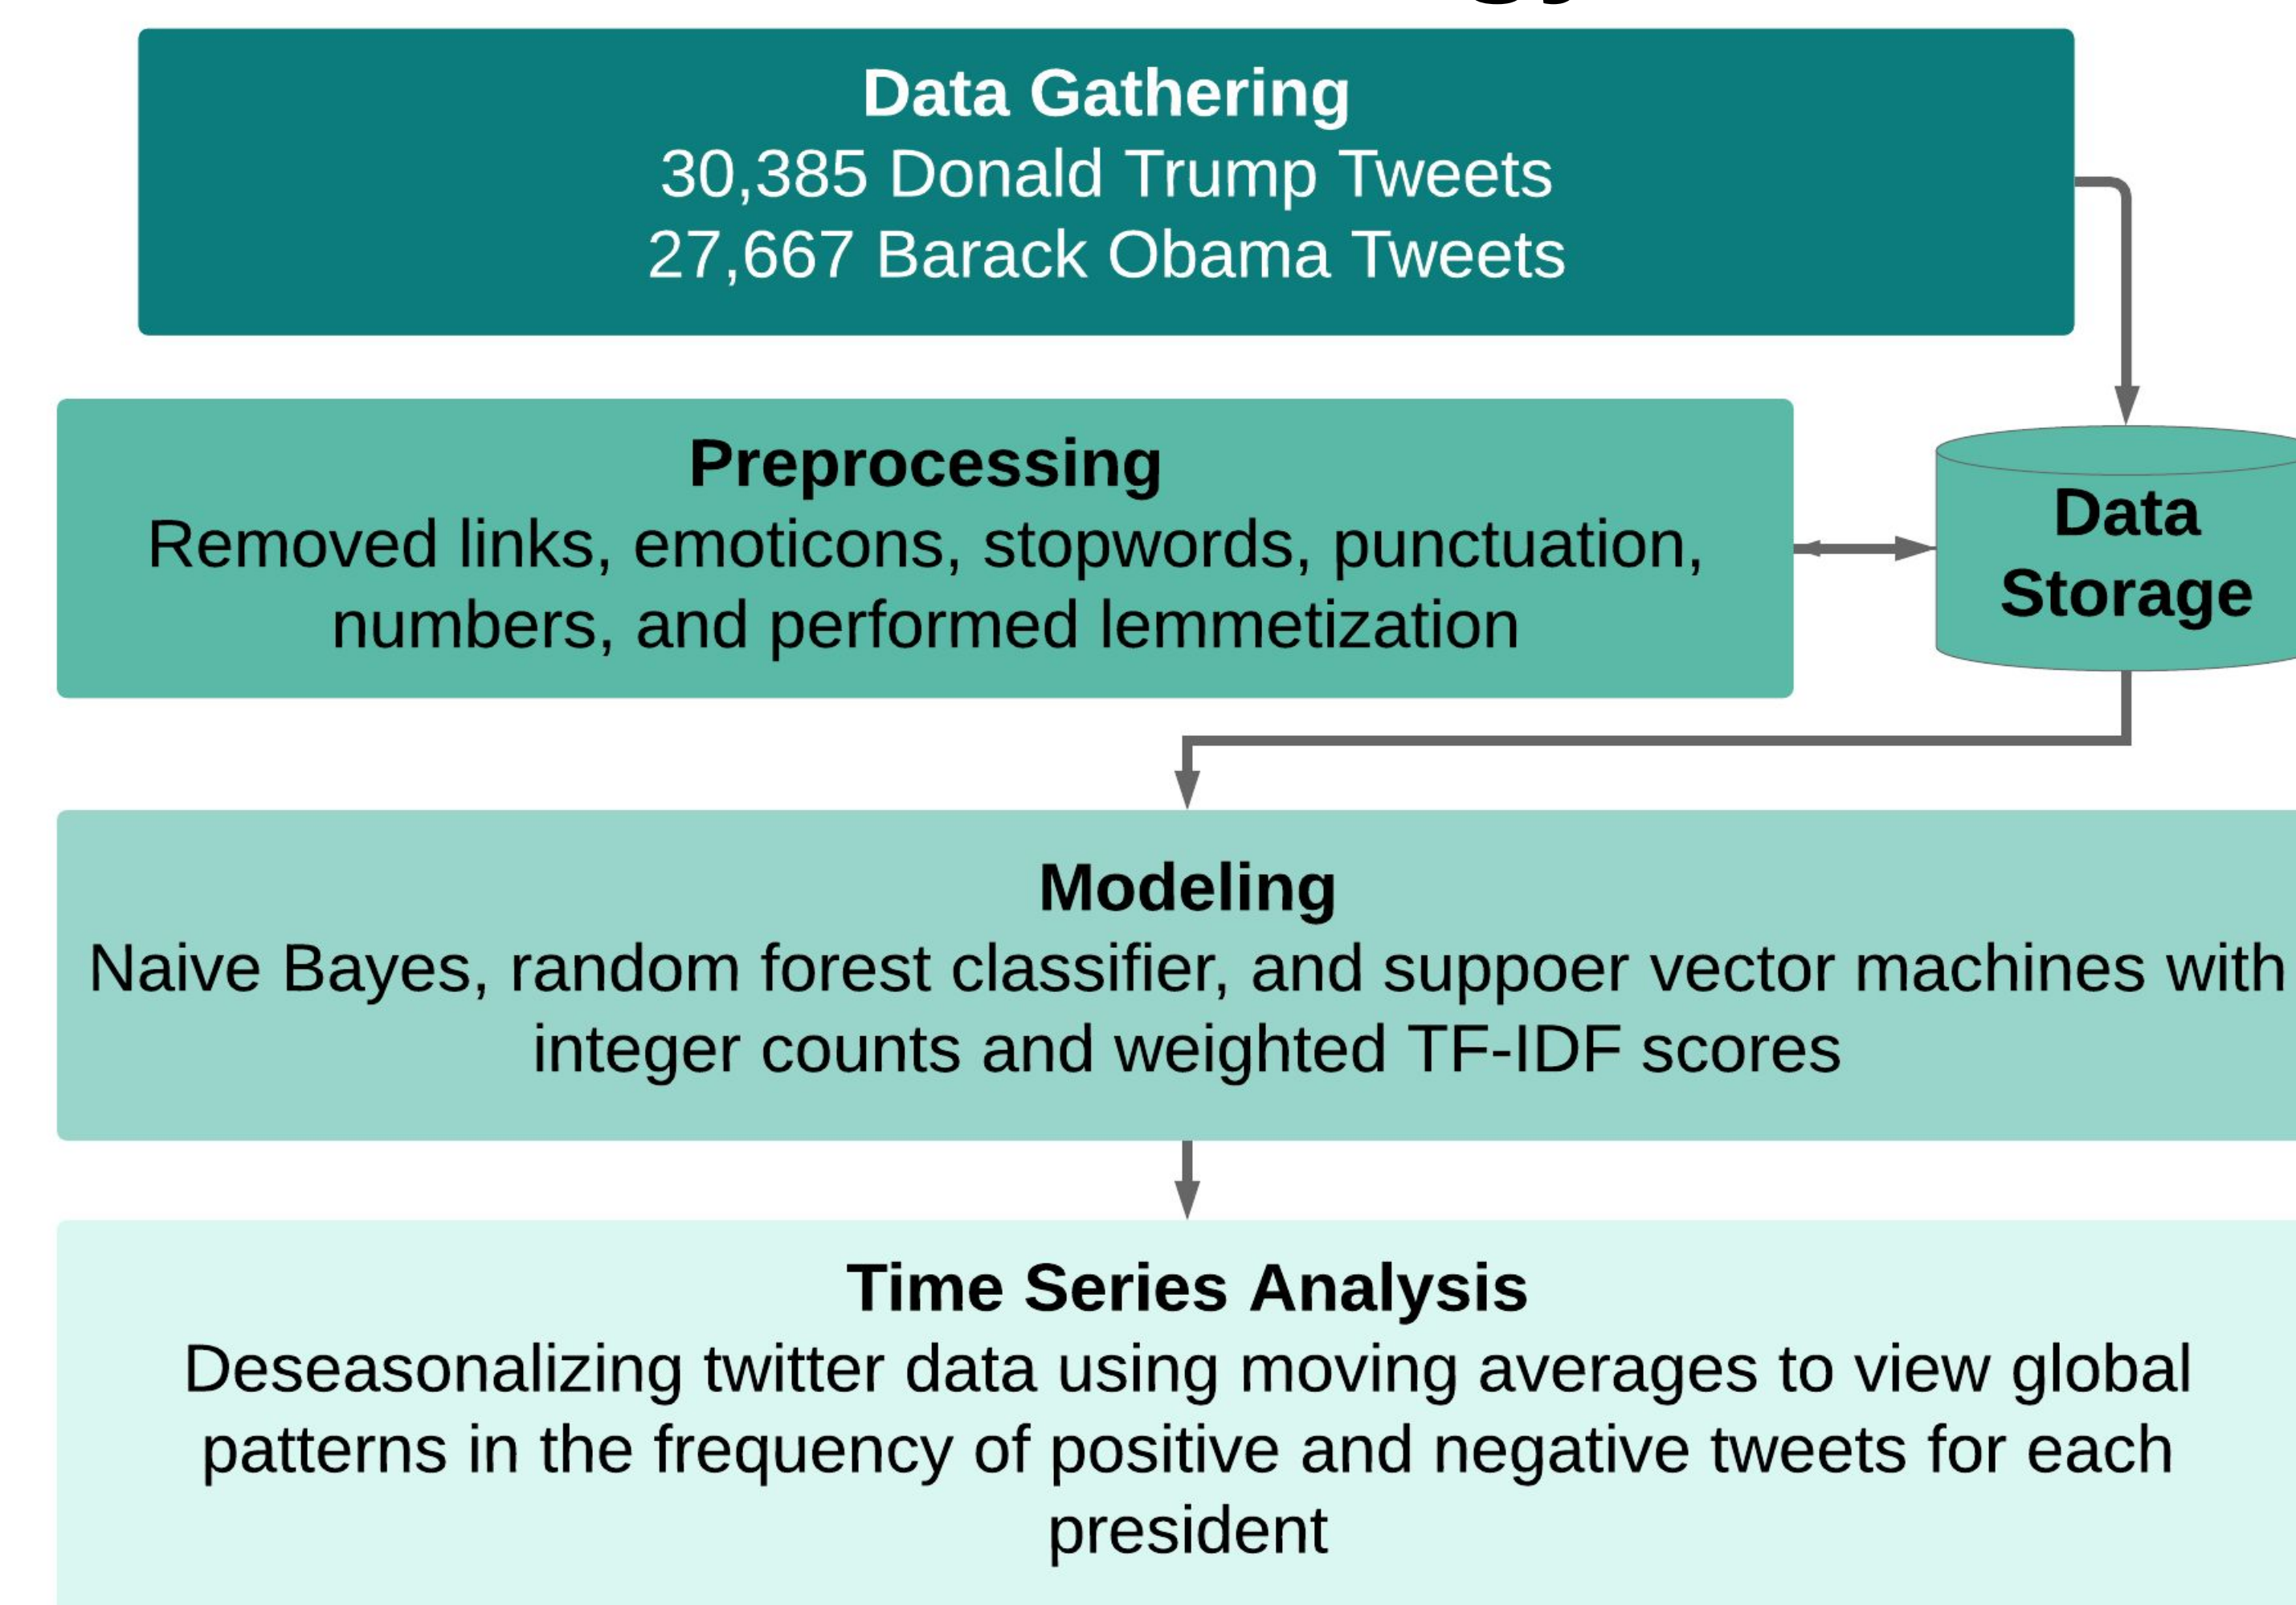 Data Gathering
30,385 Donald Trump Tweets
27,667 Barack Obama Tweets
Preprocessing
Removed links, emoticons, stopwords, punctuation,
numbers, and performed lemmetization
Data
Storage
Modeling
Naive Bayes, random forest classifier, and suppoer vector machines with
integer counts and weighted TF-IDF scores
Time Series Analysis
Deseasonalizing twitter data using moving averages to view global
patterns in the frequency of positive and negative tweets for each
president